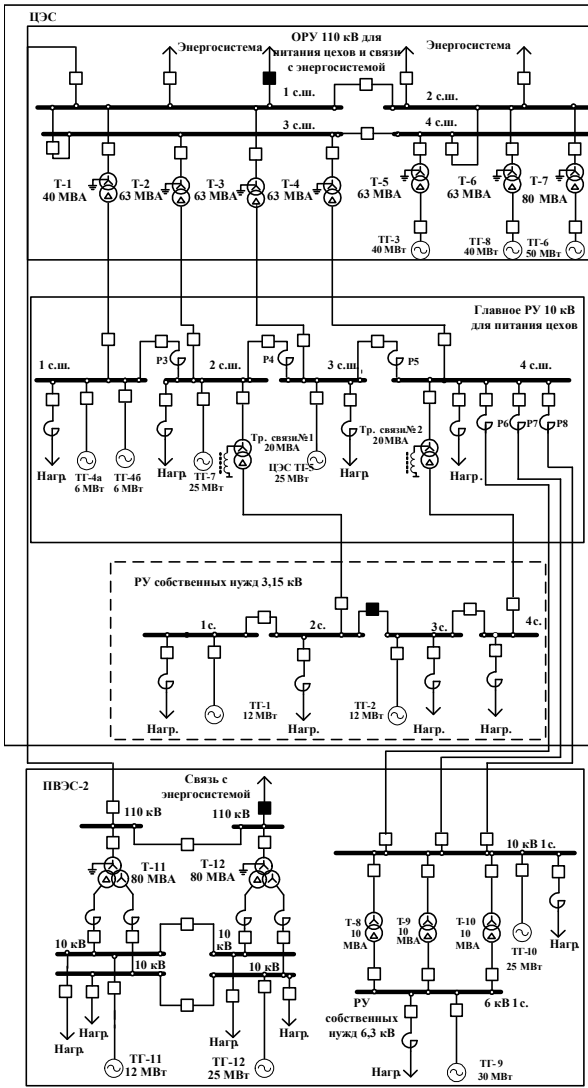 ЦЭС
ОРУ 110 кВ для
питания цехов и связи
с энергосистемой
Энергосистема
Энергосистема
1 с.ш.
2 с.ш.
3 с.ш.
4 с.ш.
Т-1
40 МВА
Т-2
63 МВА
Т-3
63 МВА
Т-4
63 МВА
Т-5
63 МВА
Т-6
63 МВА
Т-7
80 МВА
ТГ-3
40 МВт
ТГ-8
40 МВт
ТГ-6
50 МВт
Главное РУ 10 кВ
для питания цехов
1 с.ш.
Р3
2 с.ш.
Р4
3 с.ш.
Р5
4 с.ш.
Р6
Р7
Р8
Нагр.
ТГ-4а
6 МВт
ТГ-4б
6 МВт
Нагр.
ТГ-7
25 МВт
Тр. связи№1
20МВА
ЦЭС ТГ-5
25 МВт
Нагр.
Тр. связи№2
20МВА
Нагр.
РУ собственных нужд 3,15 кВ
1с.
2с.
3с.
4с.
Нагр.
ТГ-1
12 МВт
Нагр.
ТГ-2
12 МВт
Нагр.
Нагр.
ПВЭС-2
Связь с
энергосистемой
110 кВ
110 кВ
Т-11
80 МВА
Т-12
80 МВА
10 кВ
10 кВ
10
кВ
10 кВ
Нагр.
Нагр.
ТГ-11
12 МВт
Нагр.
ТГ-12
25 МВт
Нагр.
10 кВ 1с.
Т-8
10
МВА
Т-9
10
МВА
Т-10
10
МВА
ТГ-10
25 МВт
Нагр.
РУ
собственных
нужд 6,3 кВ
6 кВ 1с.
Нагр.
ТГ-9
30 МВт